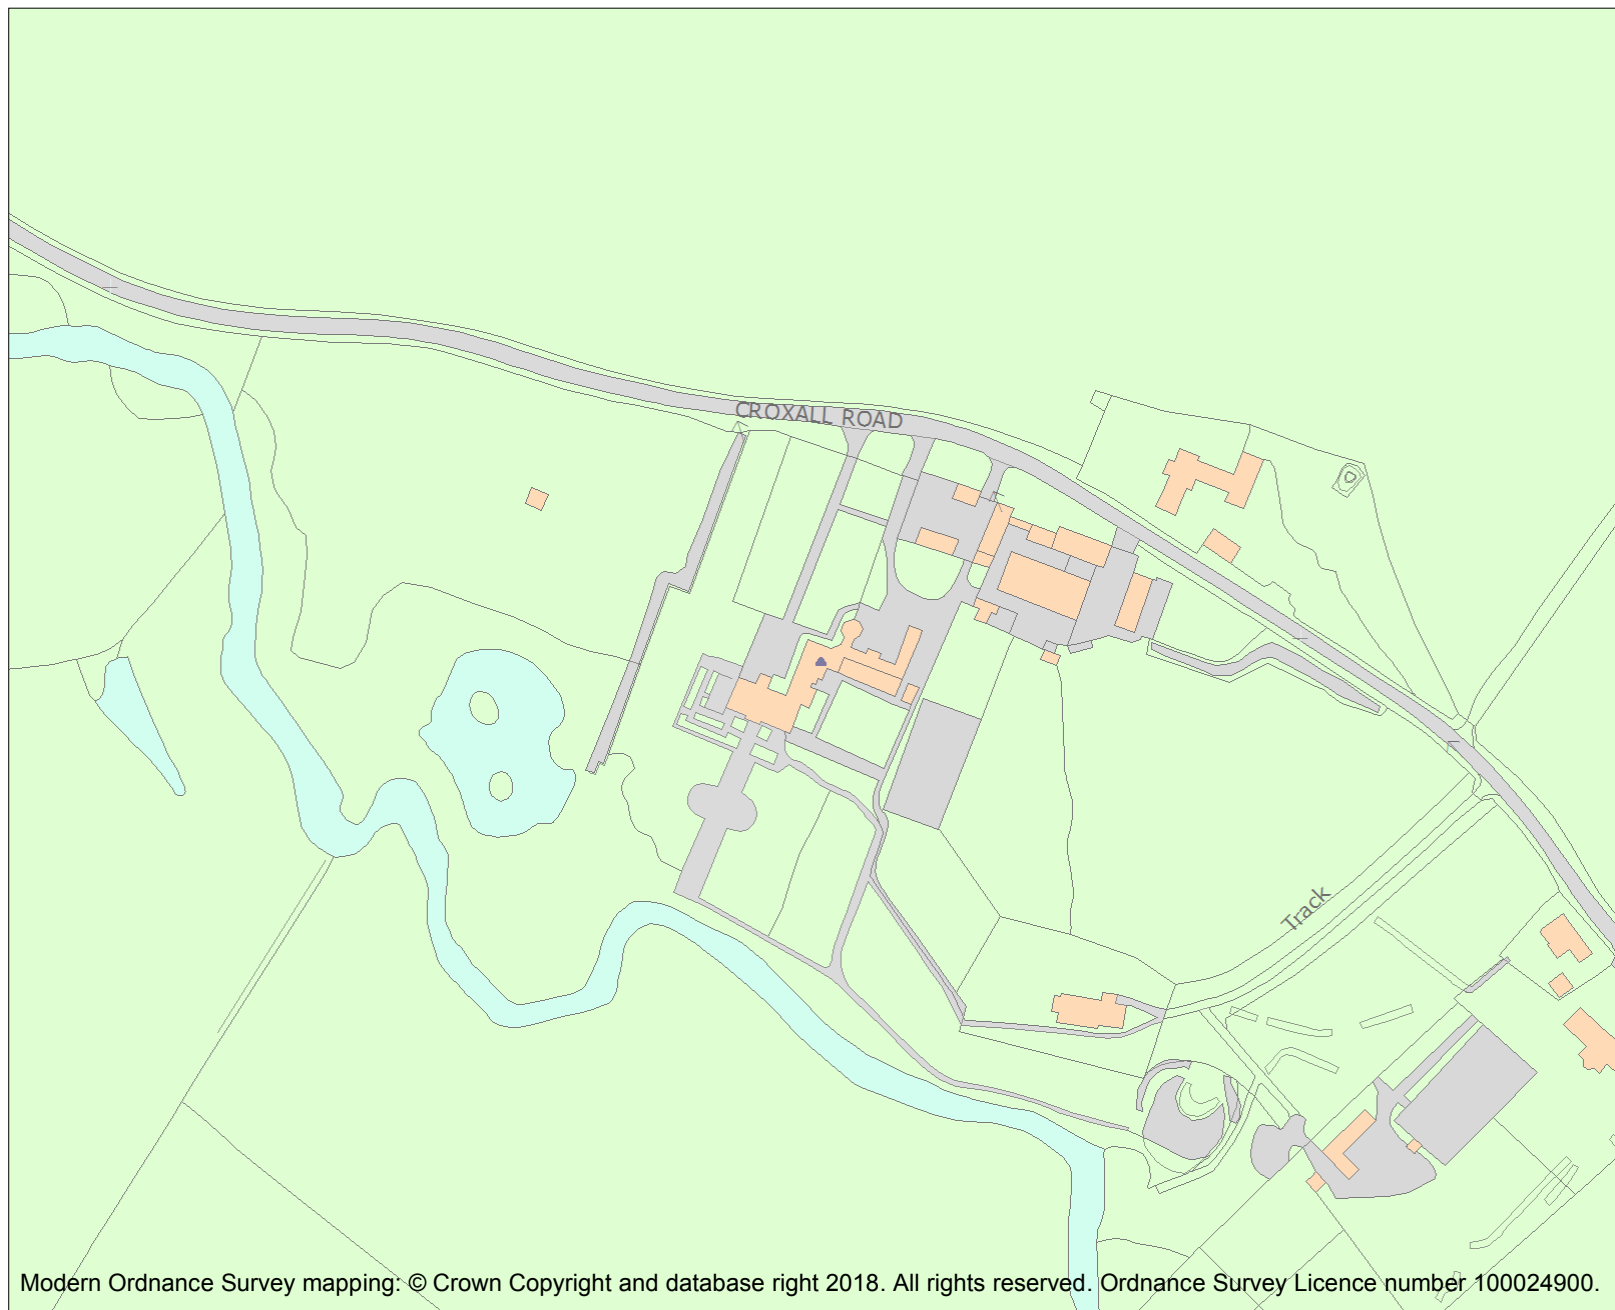 CROXALL ROAD
Track
Modern Ordnance Survey mapping: © Crown Copyright and database right 2018. All rights reserved. Ordnance Survey Licence number 100024900.